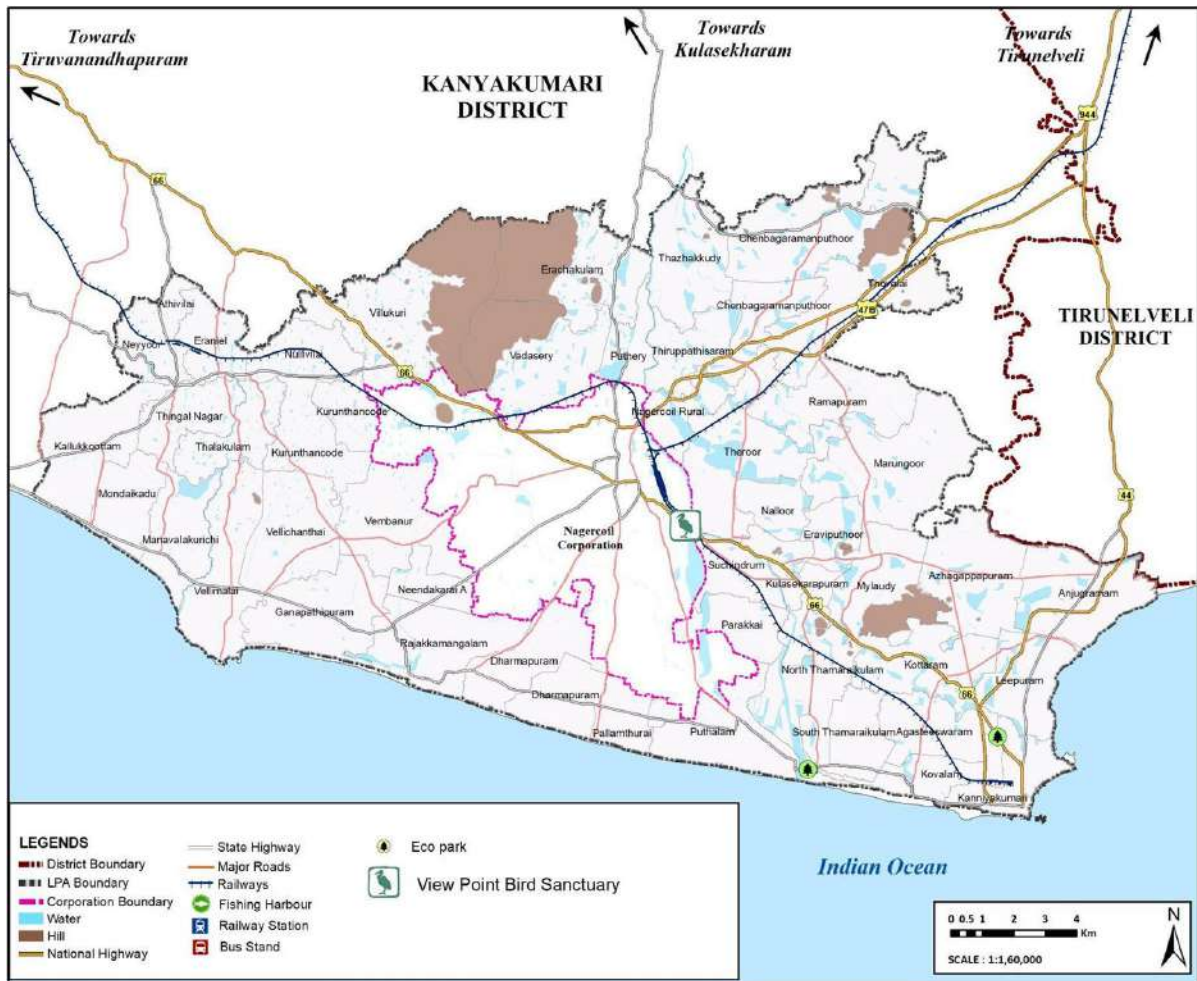 Towards
Tiruvanandhapuram
Towards
Kulasekharam
Towards
Tirunelveli
KANYAKUMARI
DISTRICT
944
66
Chenbagaramanputhoor
Thazhakkudy
Erachakulam
Thovalai
Athivilai
Villukuri
Chenbagaramanputhoor
47B
TIRUNELVELI
DISTRICT
Neyyoor
Eraniel
Nullivilai
Vadasery
Puthery
Thiruppathisaram
66
Kurunthancode
Thingal Nagar
Nagercoil Rural
Ramapuram
Kallukkoottam
Thalakulam
Kurunthancode
Theroor
Marungoor
Mondaikadu
44
Nalloor
Vellichanthai
Vembanur
Eraviputhoor
Manavalakurichi
Nagercoil
Corporation
Suchindrum
Kulasekarapuram
Mylaudy
Azhagappapuram
Vellimalai
Neendakarai A
Anjugramam
Ganapathipuram
66
Parakkai
Rajakkamangalam
Dharmapuram
North Thamaraikulam
Kottaram
Leepuram
Dharmapuram
66
Pallamthurai
Puthalam
South Thamaraikulam
Agasteeswaram
Kovalam
Kanniyakumari
LEGENDS
District Boundary
LPA Boundary
Corporation Boundary
Water
Hill
National Highway
State Highway
Major Roads
Railways
Fishing Harbour
Railway Station
Bus Stand
Eco park
View Point Bird Sanctuary
Indian Ocean
0 0.5 1 2 3 4
Km
SCALE : 1:1,60,000
N